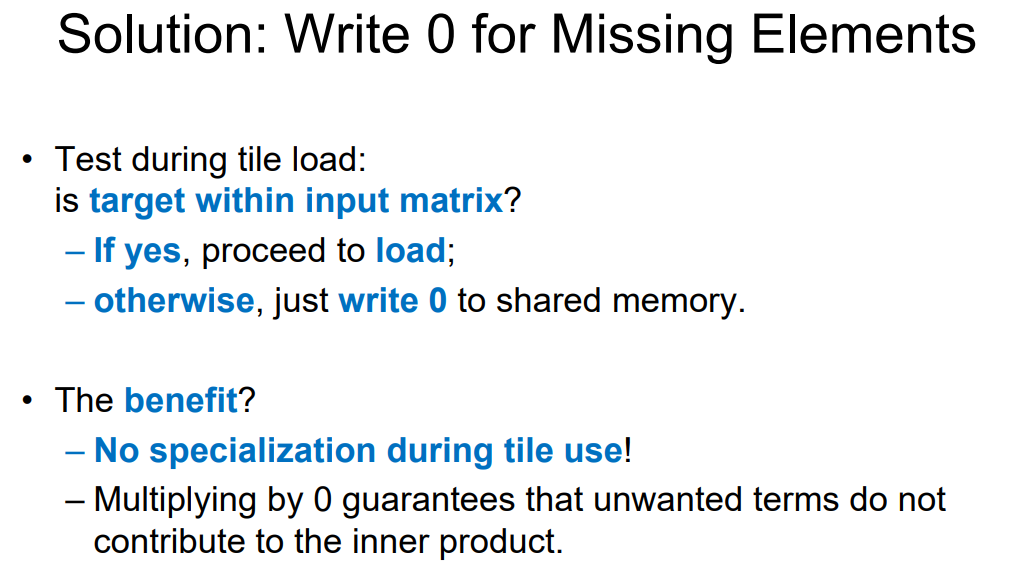 Solution: Write 0 for Missing Elements
• Test during tile load:
is target within input matrix?
– If yes, proceed to load;
– otherwise, just write 0 to shared memory.
• The benefit?
– No specialization during tile use!
– Multiplying by 0 guarantees that unwanted terms do not
contribute to the inner product.